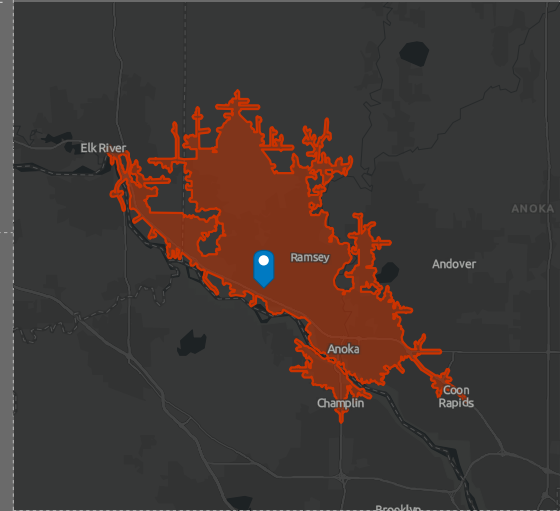 Elk River
ANOKA
Ramsey
Andover
Anoka
Coon
Rapids
Champlin
Brooklyn